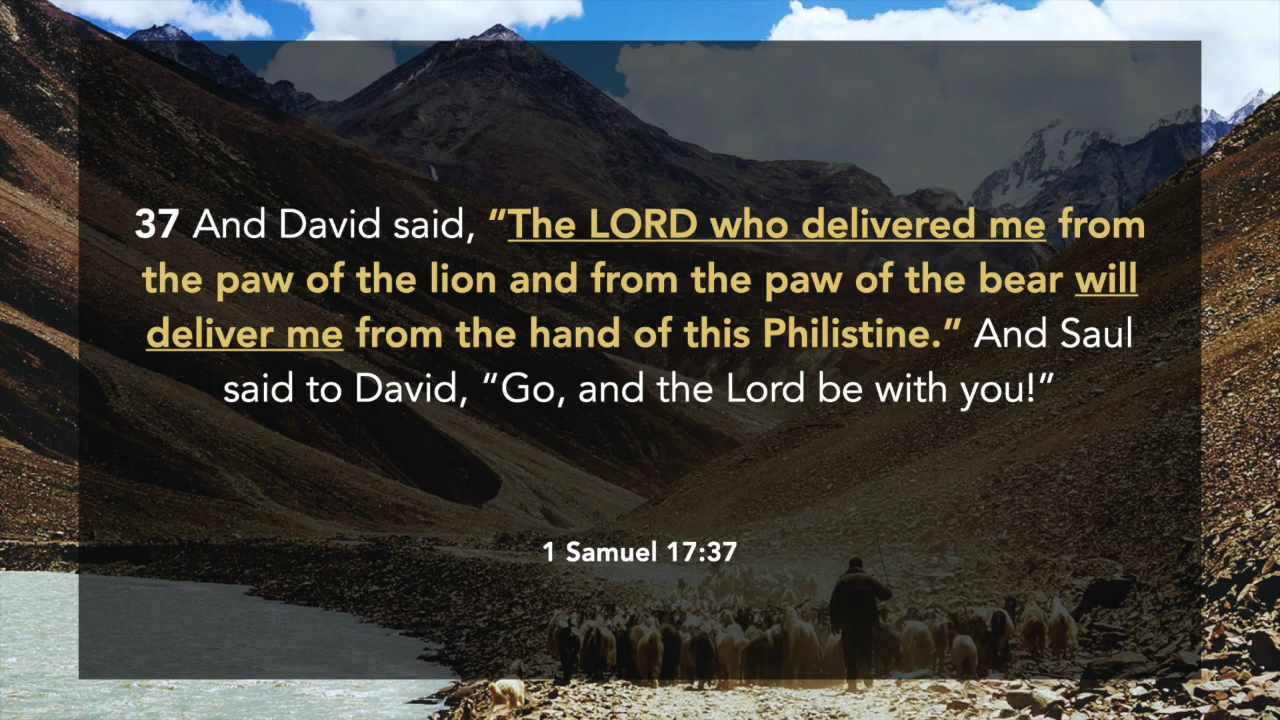 37 And David said, “The LORD who delivered me from
the paw of the lion and from the paw of the bear will
deliver me from the hand of this Philistine.” And Saul
said to David, “Go, and the Lord be with you!”
1 Samuel 17:37